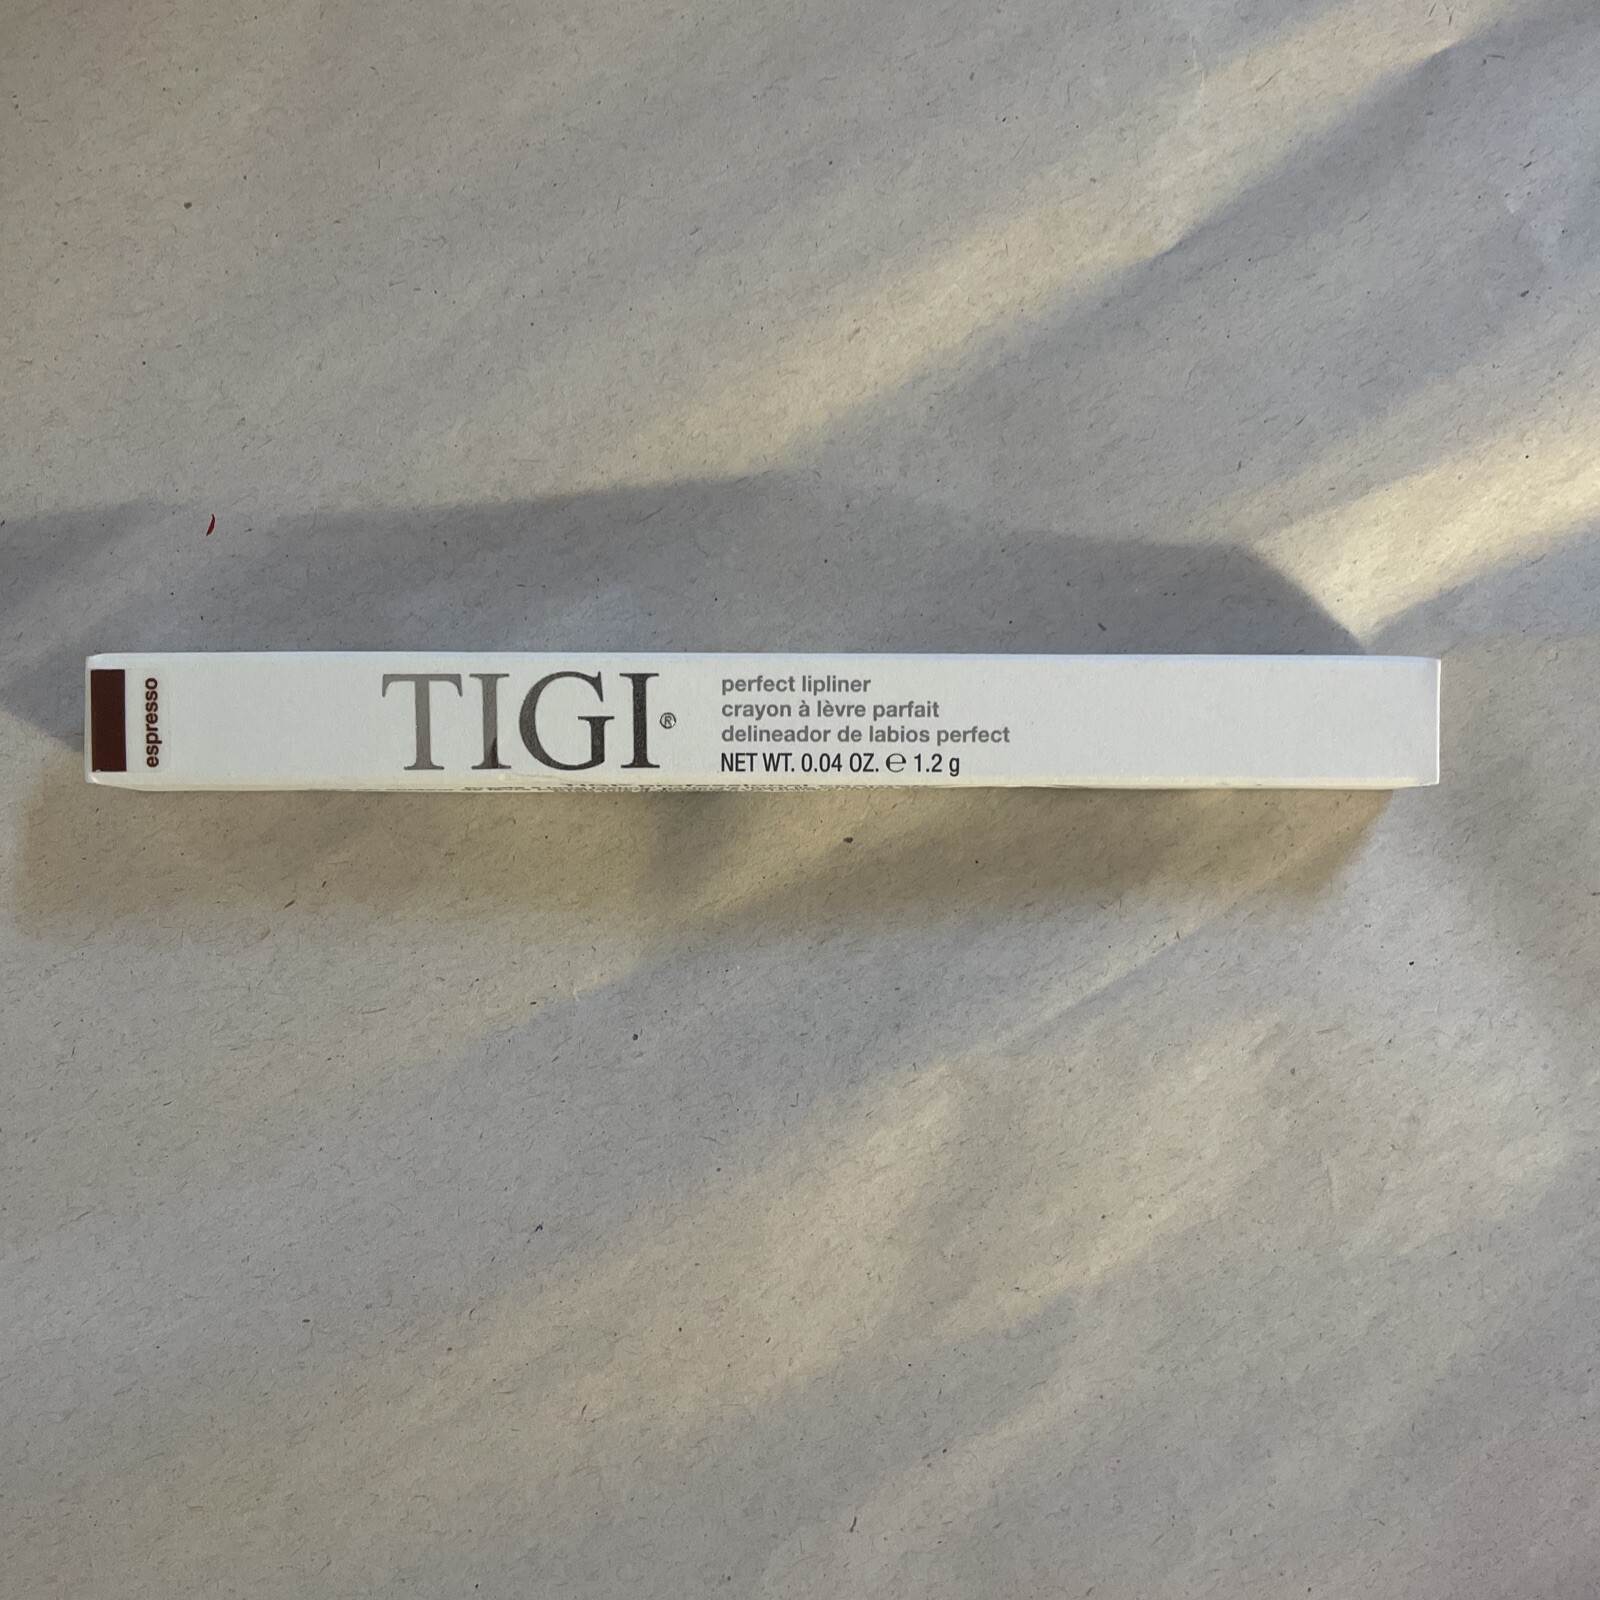 espresso
TIGI®
perfect lipliner
crayon à lèvre parfait
delineador de labios perfect
NET WT. 0.04 OZ. ℮ 1.2 g